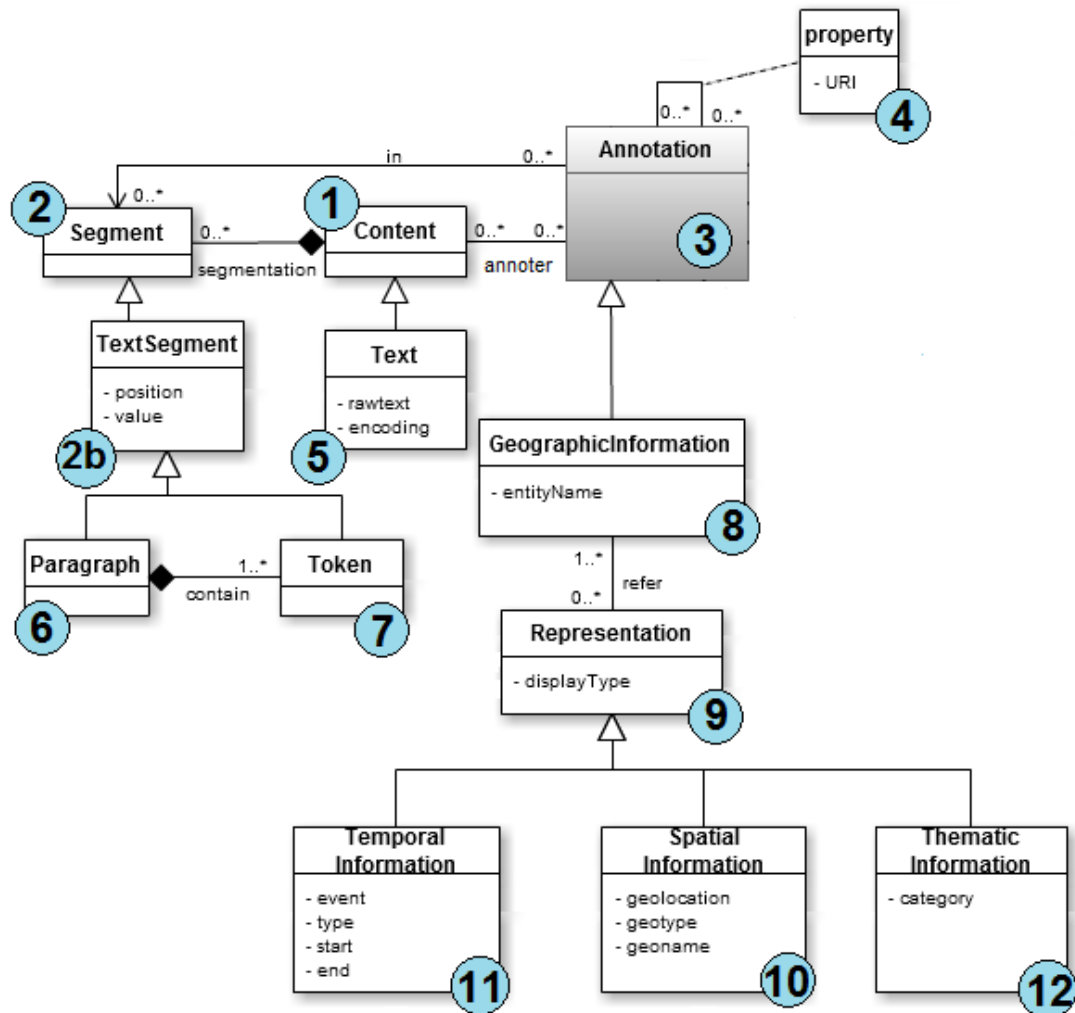 property
- URI
4
0..*
0..*
Annotation
3
in
0..*
0..*
2
Segment
1
Content
0..*
segmentation
0..*
0..*
annoter
TextSegment
- position
- value
2b
Text
- rawtext
- encoding
5
GeographicInformation
- entityName
8
Paragraph
6
1..*
contain
Token
7
1..*
refer
0..*
Representation
- displayType
9
Temporal
Information
- event
- type
- start
- end
11
Spatial
Information
- geolocation
- geotype
- geoname
10
Thematic
Information
- category
12